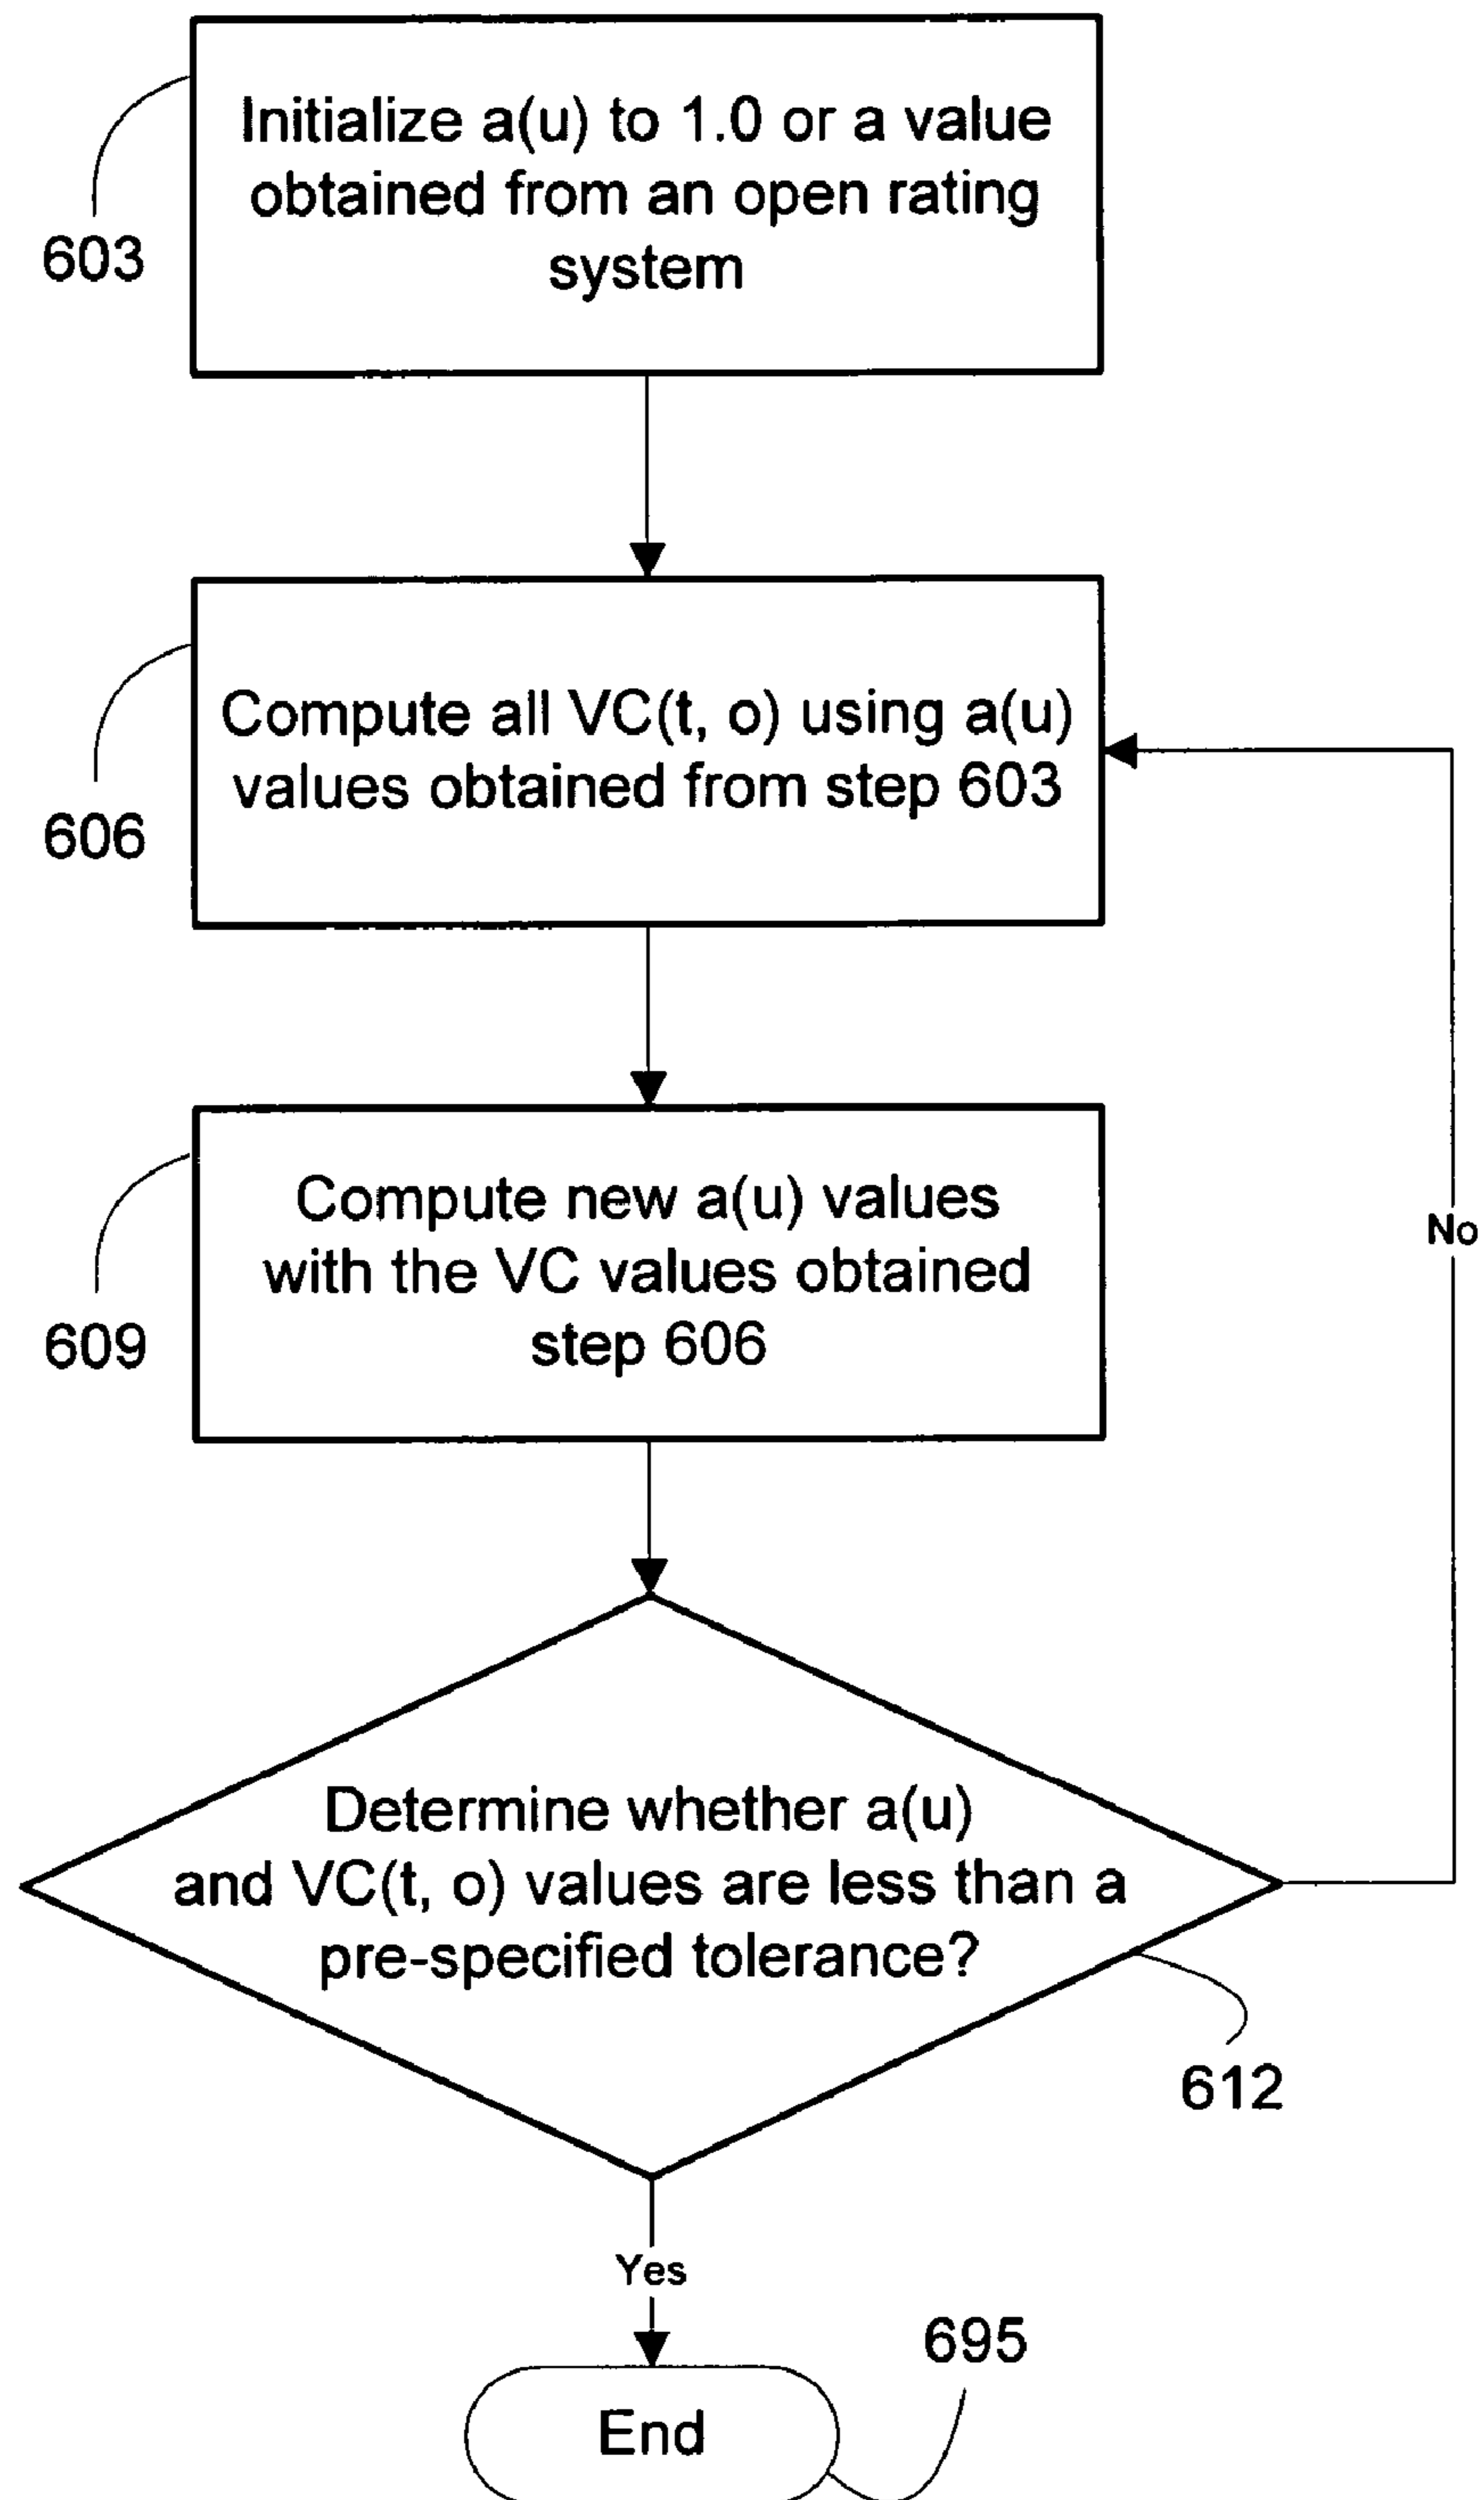 Initialize a(u) to 1.0 or a value
obtained from an open rating
system
603
Compute all VC(t, o) using a(u)
values obtained from step 603
606
Compute new a(u) values
with the VC values obtained
step 606
609
No
Determine whether a(u)
and VC(t, o) values are less than a
pre-specified tolerance?
612
Yes
695
End